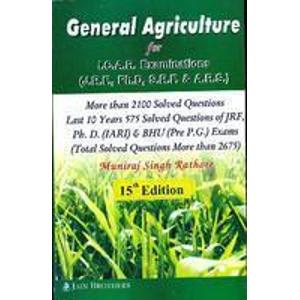 General Agriculture
for
I.C.A.R. Examinations
(J.R.F., Ph.D, S.R.F. & A.R.S.)
More than 2100 Solved Questions
Last 10 Years 575 Solved Questions of JRF,
Ph. D. (IARI) & BHU (Pre P.G.) Exams
(Total Solved Questions More than 2675)
Muniraj Singh Rathore
15th Edition
JAIN BROTHERS